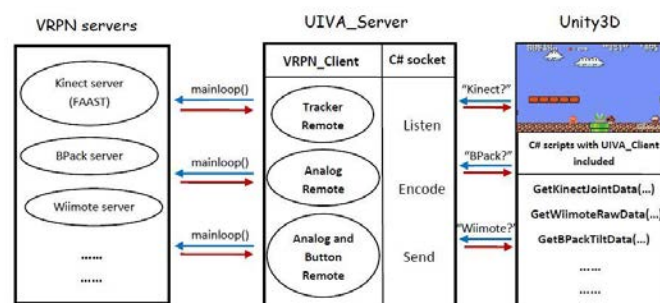 VRPN servers
Kinect server
(FAAST)
BPack server
Wiimote server
......
......
mainloop()
mainloop()
mainloop()
UIVA_Server
VRPN_Client
C# socket
Tracker
Remote
Listen
Analog
Remote
Encode
Analog and
Button
Remote
Send
"Kinect?"
"BPack?"
"Wiimote?"
Unity3D
C# scripts with UIVA_Client
included
GetKinectJointData(...)
GetWiimoteRawData(...)
GetBPackTiltData(...)
......
......